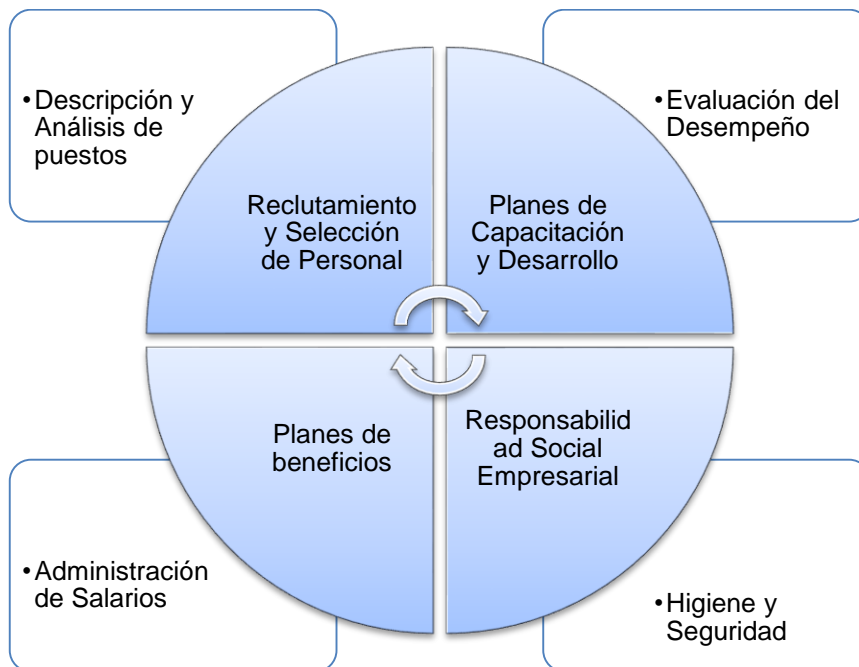 •Descripción y
Análisis de
puestos
•Evaluación del
Desempeño
Reclutamiento
y Selección
de Personal
Planes de
Capacitación
y Desarrollo
Planes de
beneficios
Responsabilid
ad Social
Empresarial
•Administración
de Salarios
•Higiene y
Seguridad